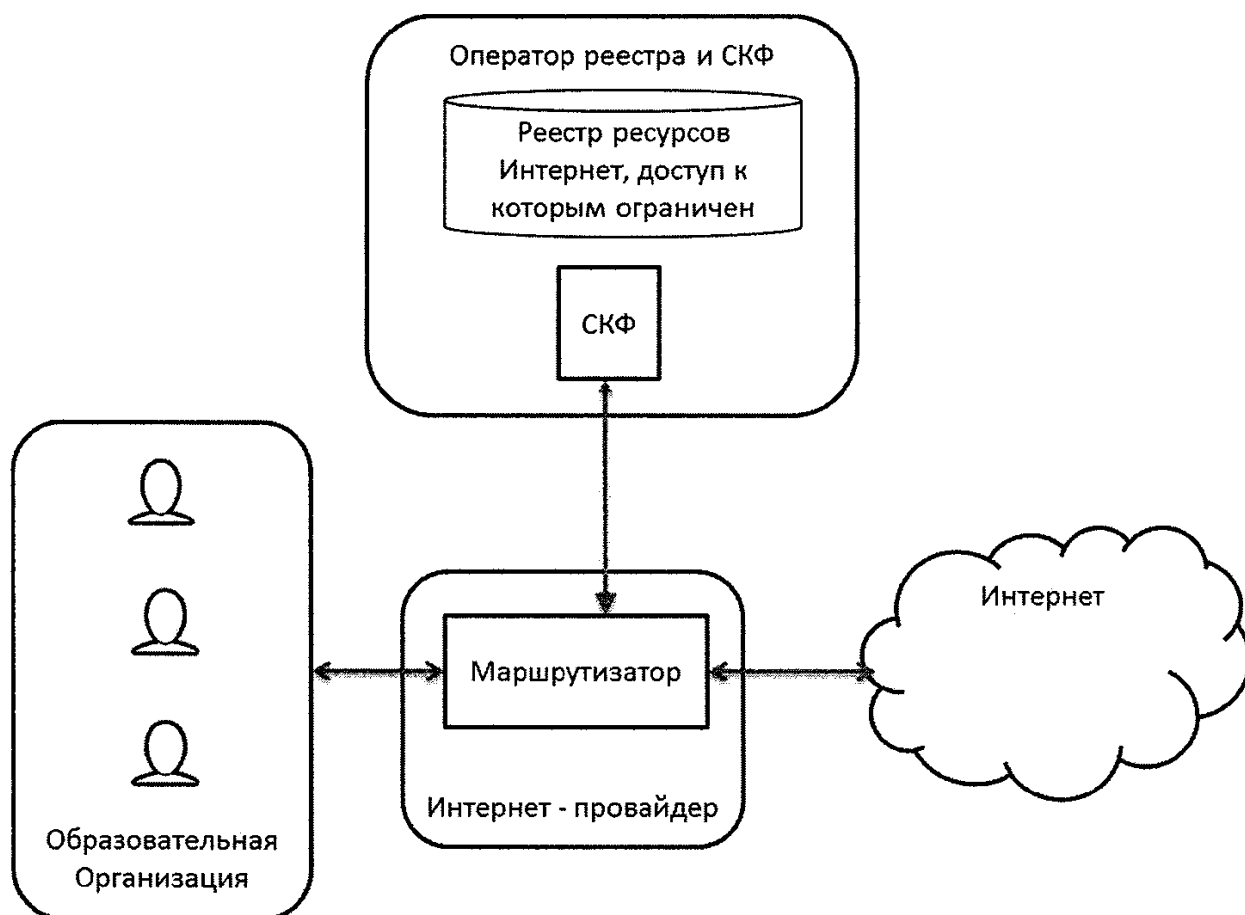 Оператор реестра и СКФ
Реестр ресурсов
Интернет, доступ к
которым ограничен
СКФ
Интернет
Маршрутизатор
Интернет - провайдер
Образовательная
Организация